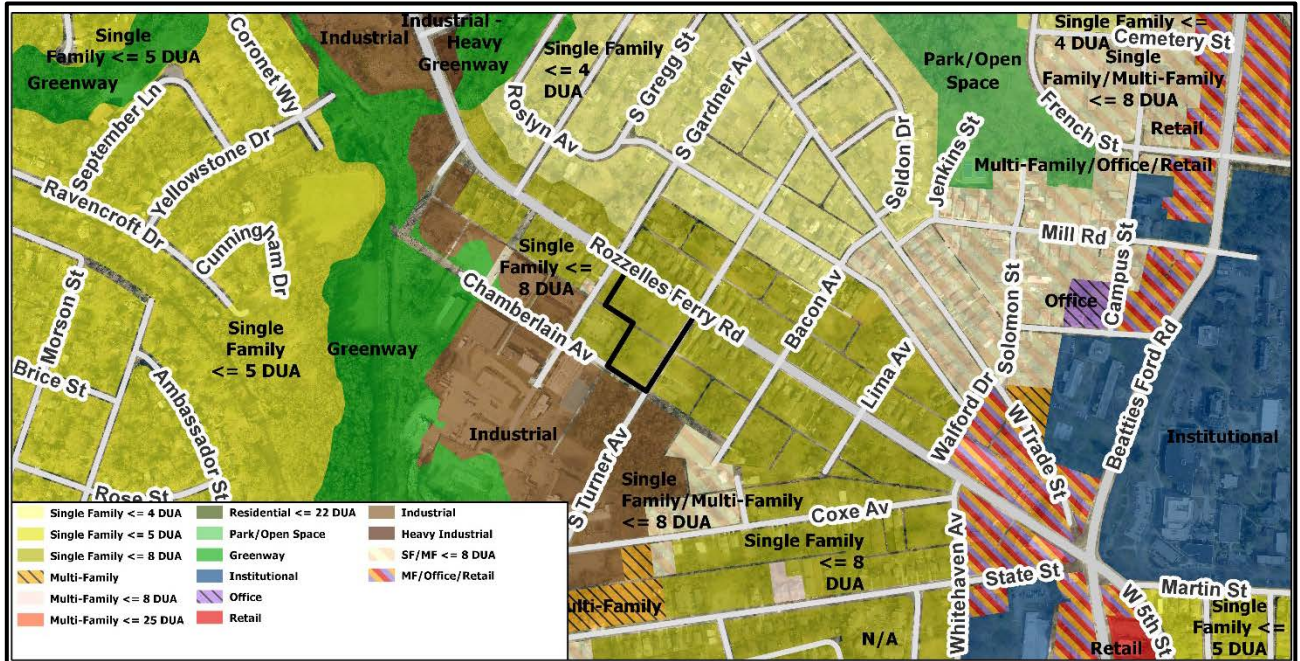 Single
Family <= 5 DUA
Greenway
Coronet Wy
September Ln
Yellowstone Dr
Ravencroft Dr
Cunningham Dr
Morson St
Brice St
Ambassador St
Rose St
Single
Family
<= 5 DUA
Greenway
Industrial
Industrial -
Heavy
Greenway
Single Family
<= 4
DUA
Roslyn Av
S Gregg St
S Gardner Av
Seldon Dr
Jenkins St
Park/Open
Space
French St
Single Family <=
4 DUA
Cemetery St
Single
Family/Multi-Family
<= 8 DUA
Retail
Multi-Family/Office/Retail
Mill Rd
Campus St
Solomon St
Office
Beatties Ford Rd
Institutional
Single
Family <=
8 DUA
Rozzelles Ferry Rd
Chamberlain Av
Bacon Av
Lima Av
Walford Dr
W Trade St
Industrial
S Turner Av
Single
Family/Multi-Family
<= 8 DUA
Coxe Av
Single Family
<= 8
DUA
Whitehaven Av
State St
Martin St
W 5th St
Single
Family <=
5 DUA
Retail
N/A
ulti-Family
Single Family <= 4 DUA
Single Family <= 5 DUA
Single Family <= 8 DUA
Multi-Family
Multi-Family <= 8 DUA
Multi-Family <= 25 DUA
Residential <= 22 DUA
Park/Open Space
Greenway
Institutional
Office
Retail
Industrial
Heavy Industrial
SF/MF <= 8 DUA
MF/Office/Retail